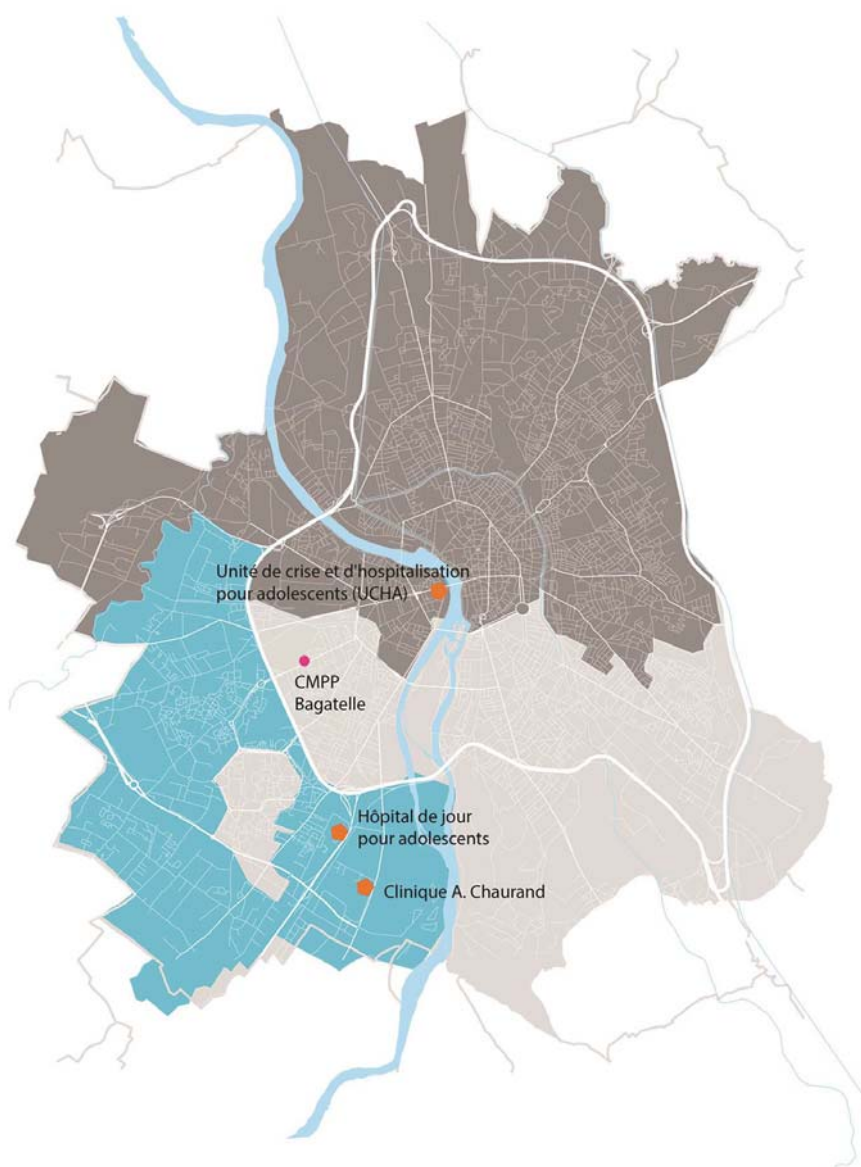 Unité de crise et d'hospitalisation
pour adolescents (UCHA)
CMPP
Bagatelle
Hôpital de jour
pour adolescents
Clinique A. Chaurand